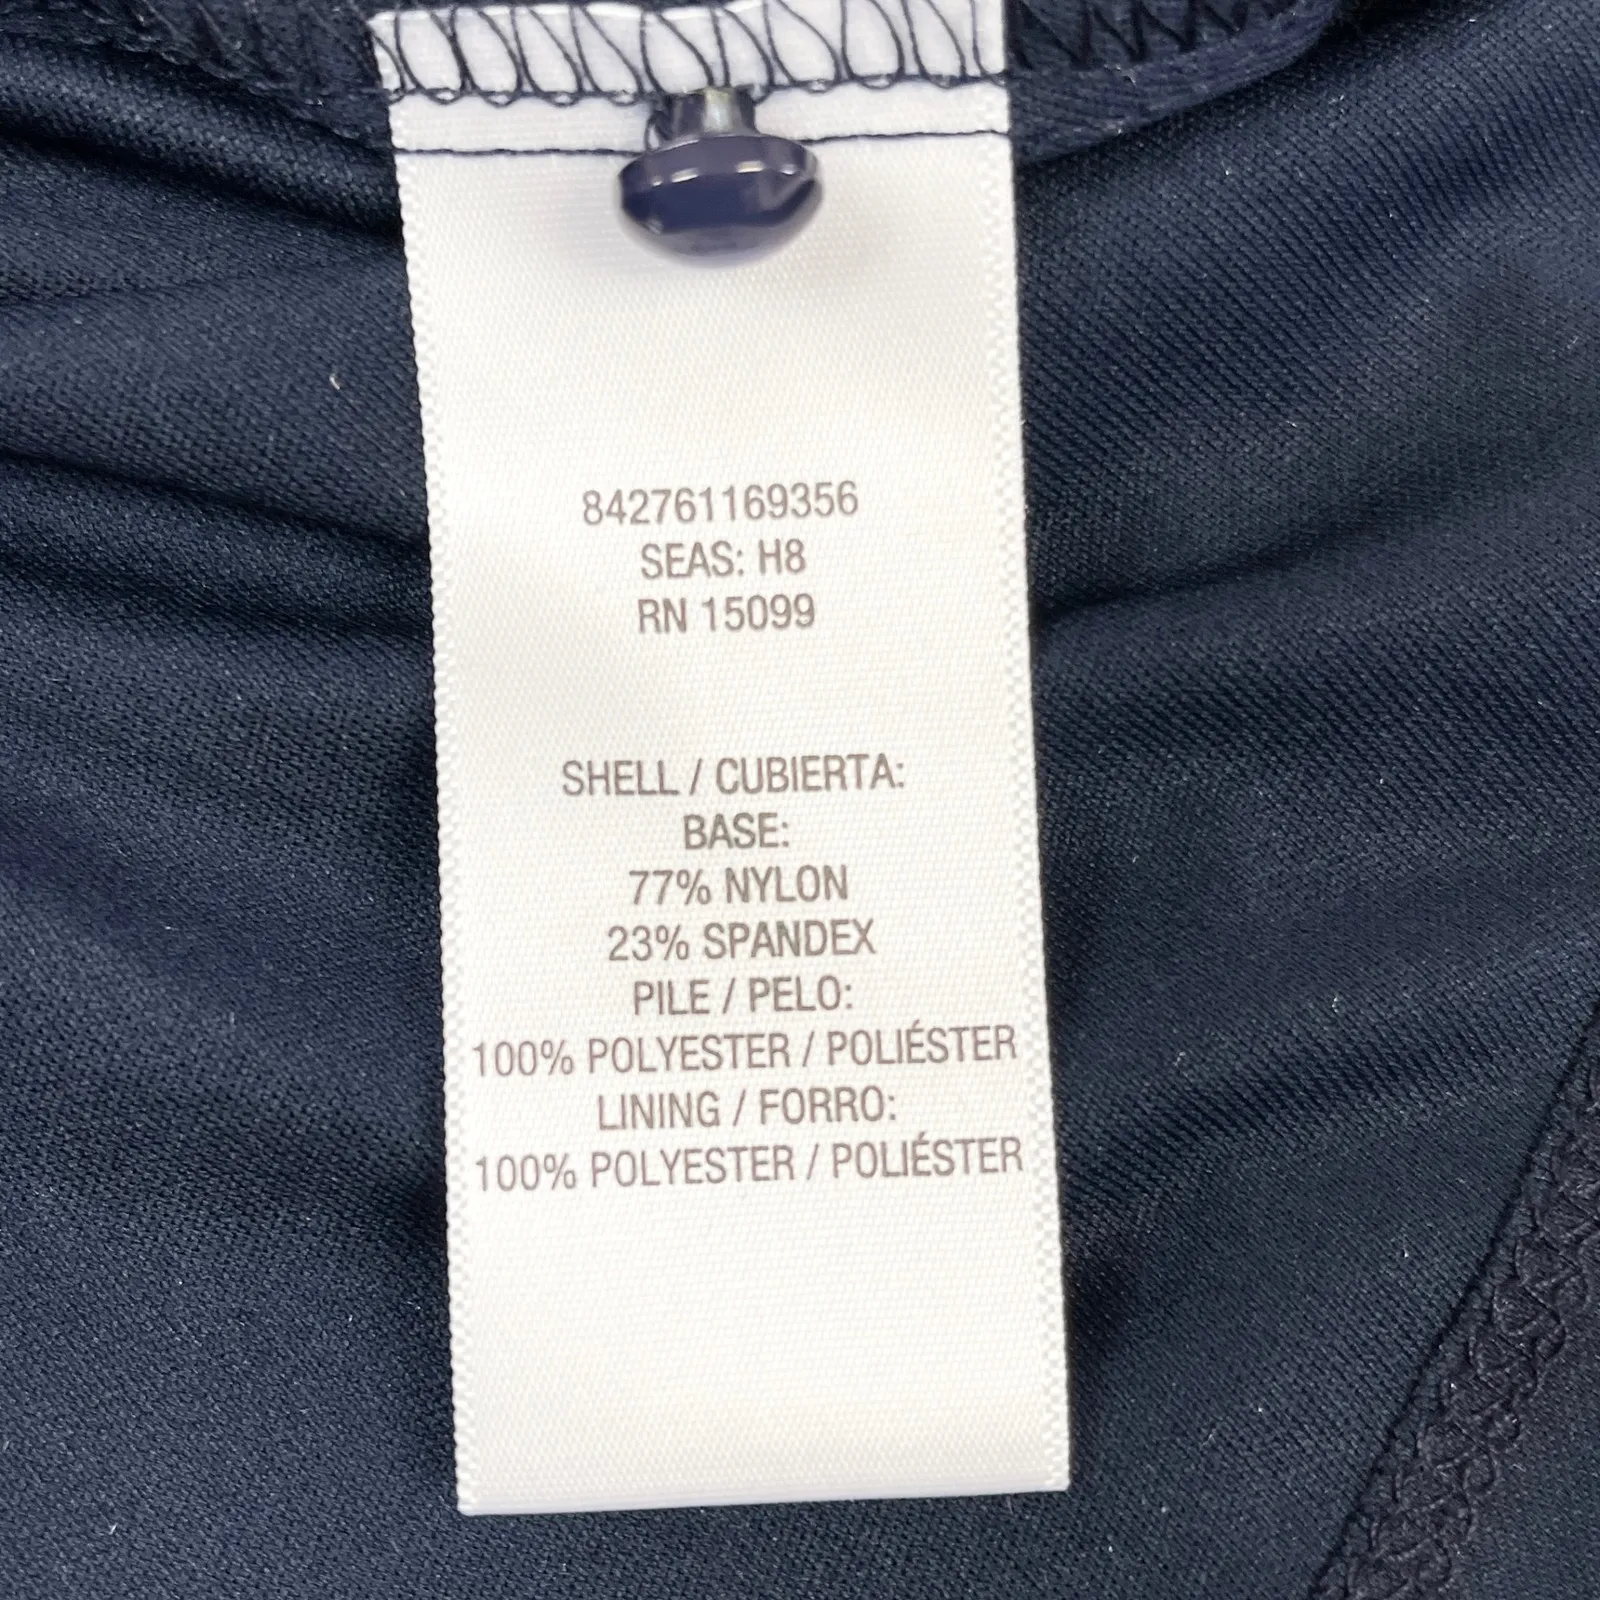 842761169356
SEAS: H8
RN 15099
SHELL / CUBIERTA:
BASE:
77% NYLON
23% SPANDEX
PILE / PELO:
100% POLYESTER / POLIÉSTER
LINING / FORRO:
100% POLYESTER / POLIÉSTER